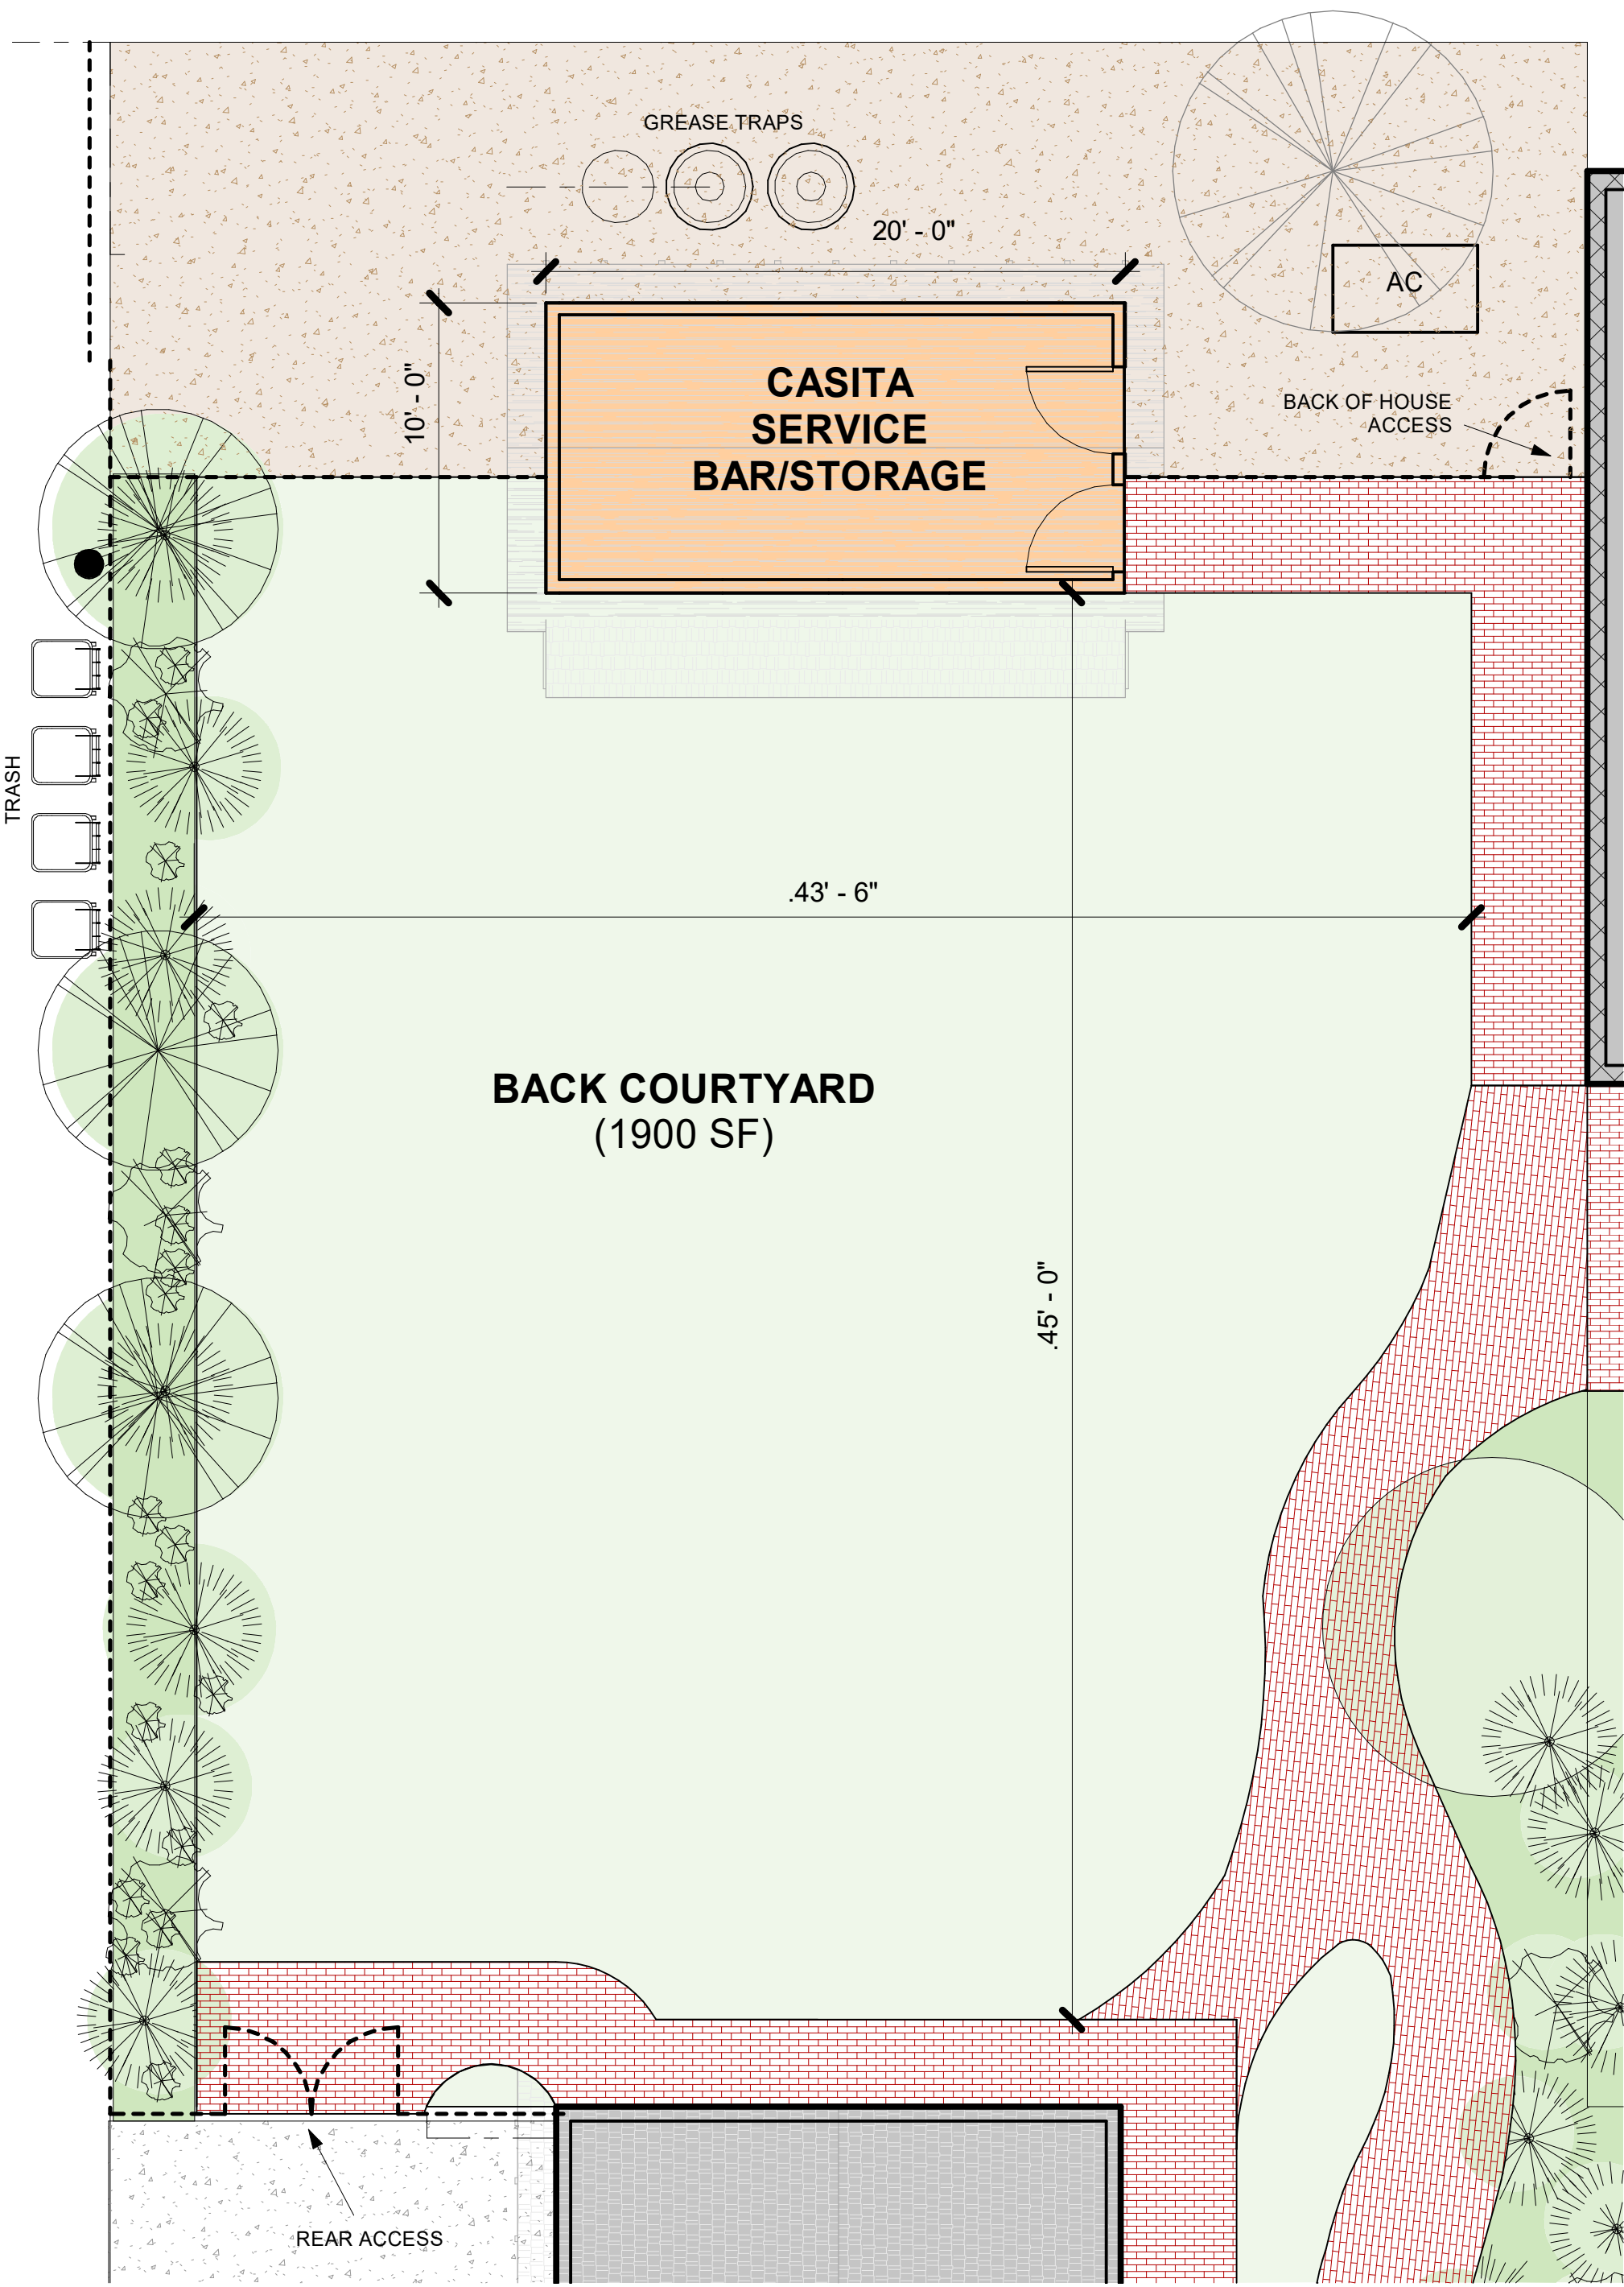 GREASE TRAPS
20' - 0"
AC
10' - 0"
CASITA
SERVICE
BAR/STORAGE
BACK OF HOUSE
ACCESS
TRASH
.43' - 6"
BACK COURTYARD
(1900 SF)
.45' - 0"
REAR ACCESS